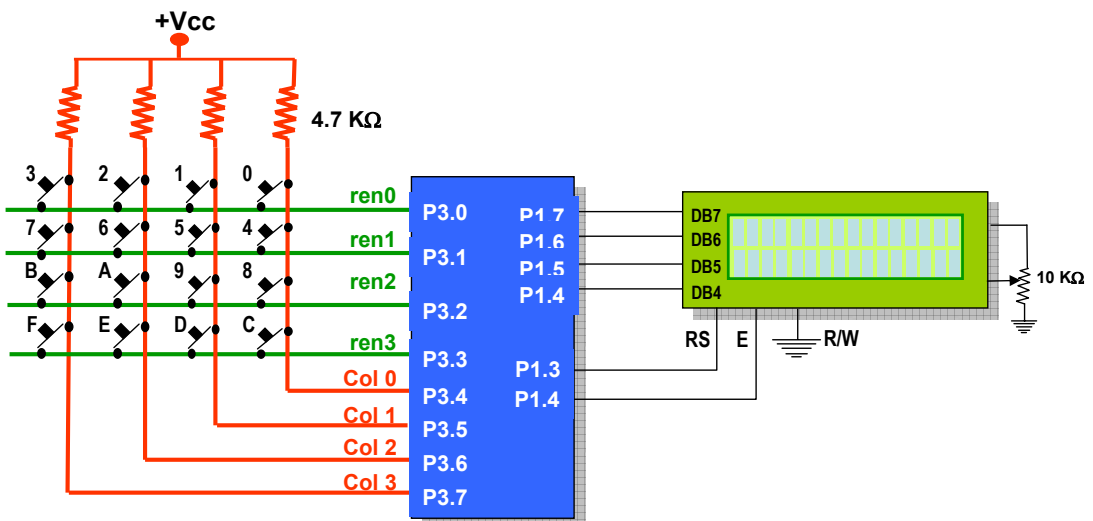 +Vcc
4.7 KΩ
3 2 1 0
ren0
7 6 5 4
ren1
B A 9 8
ren2
F E D C
ren3
Col 0
Col 1
Col 2
Col 3
P3.0
P3.1
P3.2
P3.3
P3.4
P3.5
P3.6
P3.7
P1.7
P1.6
P1.5
P1.4
P1.3
P1.4
DB7
DB6
DB5
DB4
RS E R/W
10 KΩ